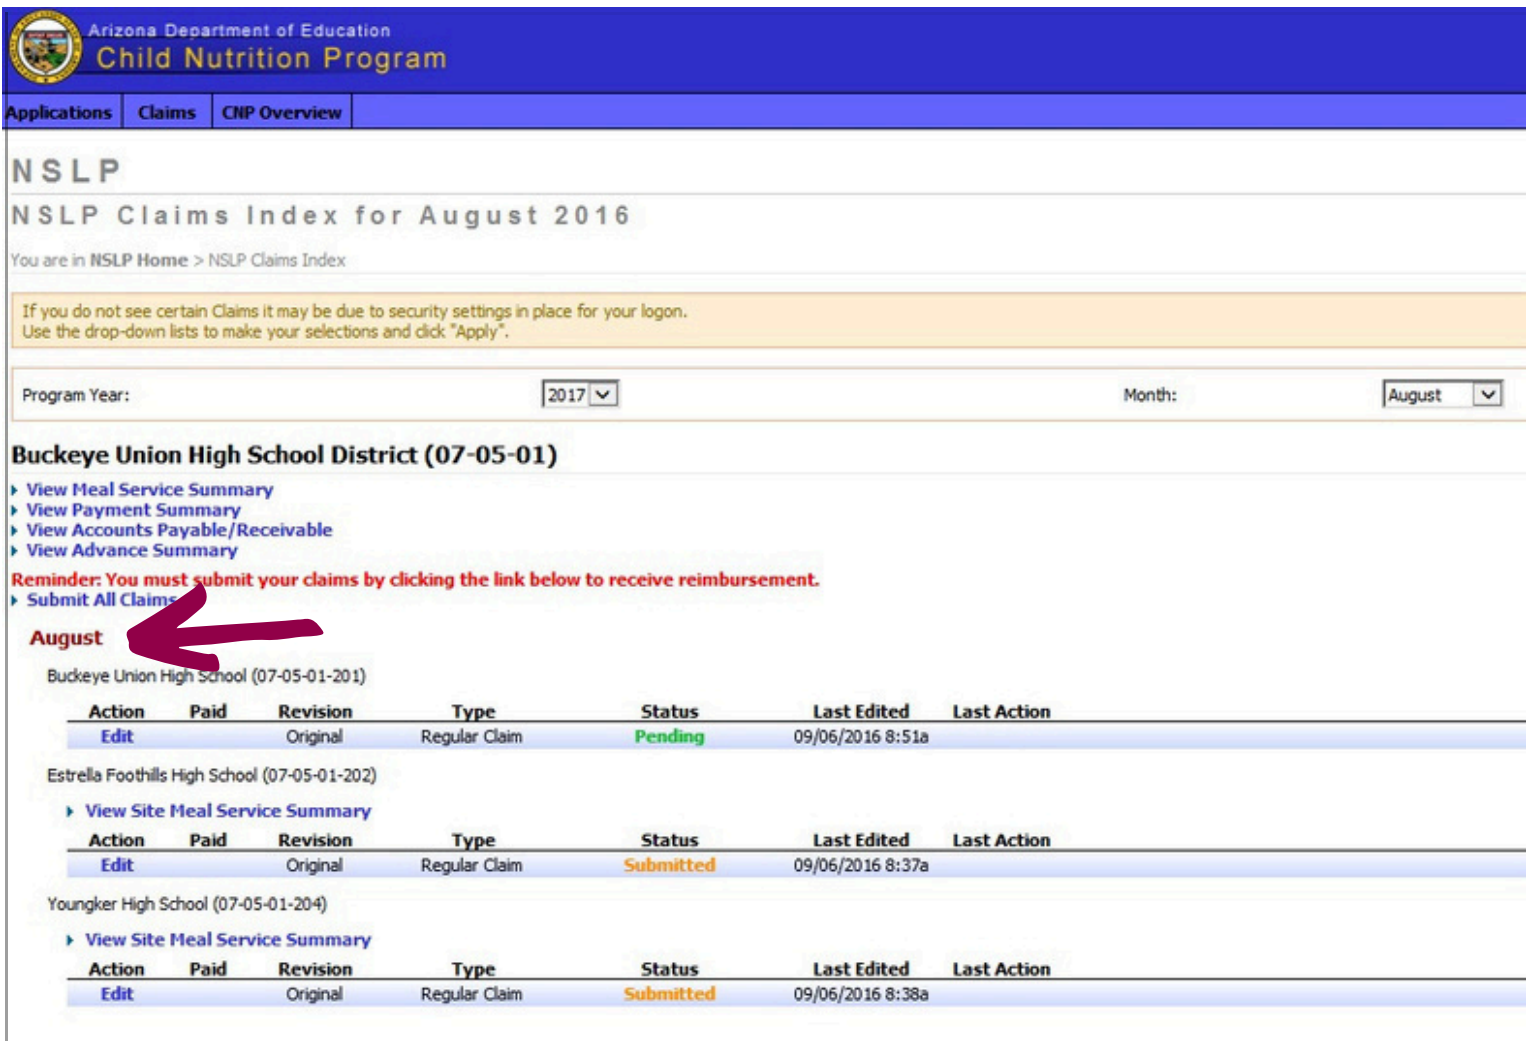 Arizona Department of Education
Child Nutrition Program
Applications Claims CNP Overview
NSLP
NSLP Claims Index for August 2016
You are in NSLP Home > NSLP Claims Index
If you do not see certain Claims it may be due to security settings in place for your logon.
Use the drop-down lists to make your selections and click "Apply".
Program Year: 2017 Month: August
Buckeye Union High School District (07-05-01)
View Meal Service Summary
View Payment Summary
View Accounts Payable/Receivable
View Advance Summary
Reminder: You must submit your claims by clicking the link below to receive reimbursement.
Submit All Claims
August
Buckeye Union High School (07-05-01-201)
Action Paid Revision Type Status Last Edited Last Action
Edit Original Regular Claim Pending 09/06/2016 8:51a
Estrella Foothills High School (07-05-01-202)
View Site Meal Service Summary
Action Paid Revision Type Status Last Edited Last Action
Edit Original Regular Claim Submitted 09/06/2016 8:37a
Youngker High School (07-05-01-204)
View Site Meal Service Summary
Action Paid Revision Type Status Last Edited Last Action
Edit Original Regular Claim Submitted 09/06/2016 8:38a